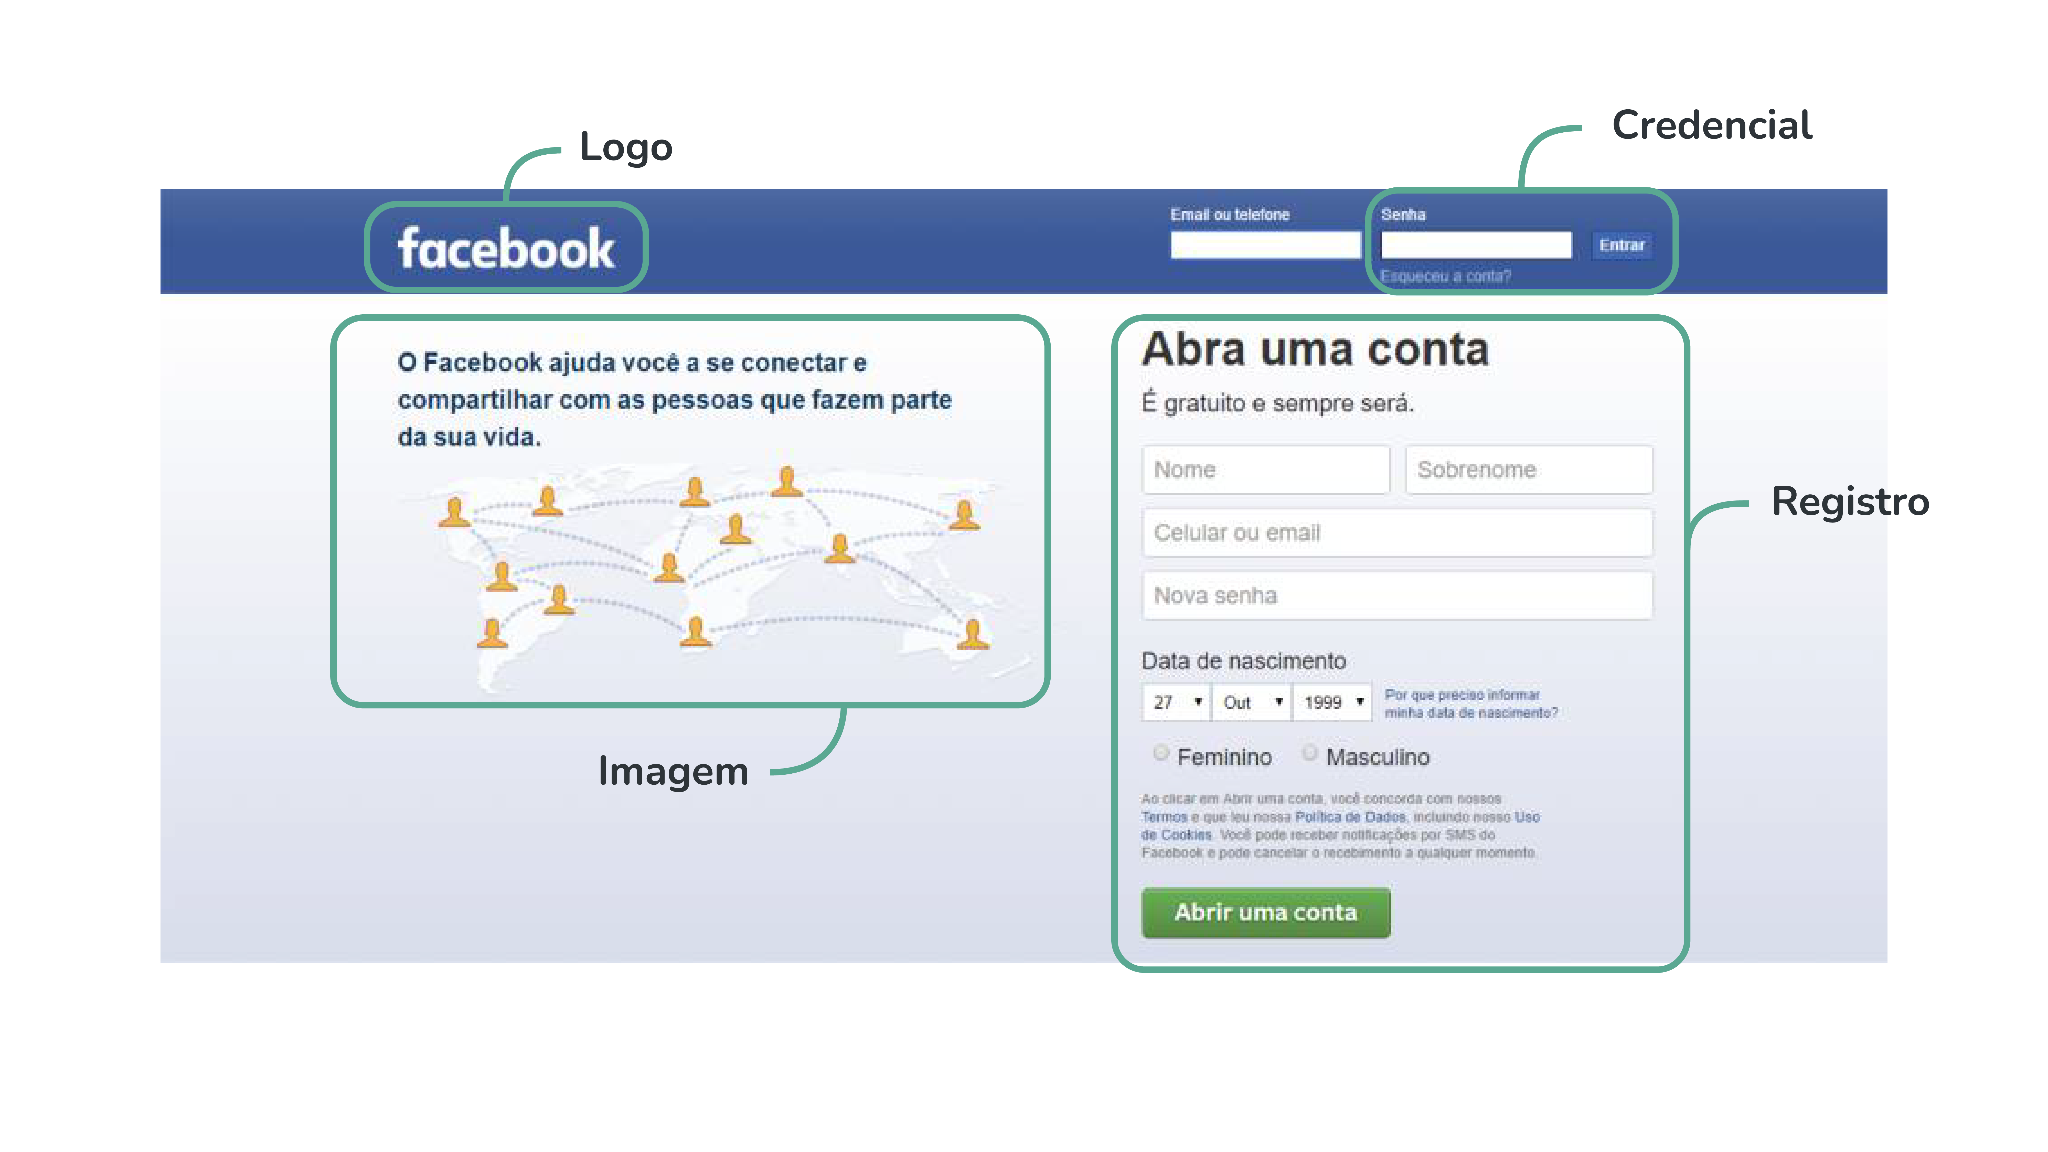 Logo
Credencial
facebook
Email ou telefone
Senha
Entrar
Esqueceu a conta?
O Facebook ajuda você a se conectar e
compartilhar com as pessoas que fazem parte
da sua vida.
Imagem
Abra uma conta
É gratuito e sempre será.
Nome
Sobrenome
Celular ou email
Nova senha
Registro
Data de nascimento
27 Out 1999
Por que preciso informar
minha data de nascimento?
Feminino Masculino
Ao clicar em Abrir uma conta, você concorda com nossos
Termos e que leu nossa Política de Dados, incluindo nosso Uso
de Cookies. Você pode receber notificações por SMS do
Facebook e pode cancelar o recebimento a qualquer momento.
Abrir uma conta